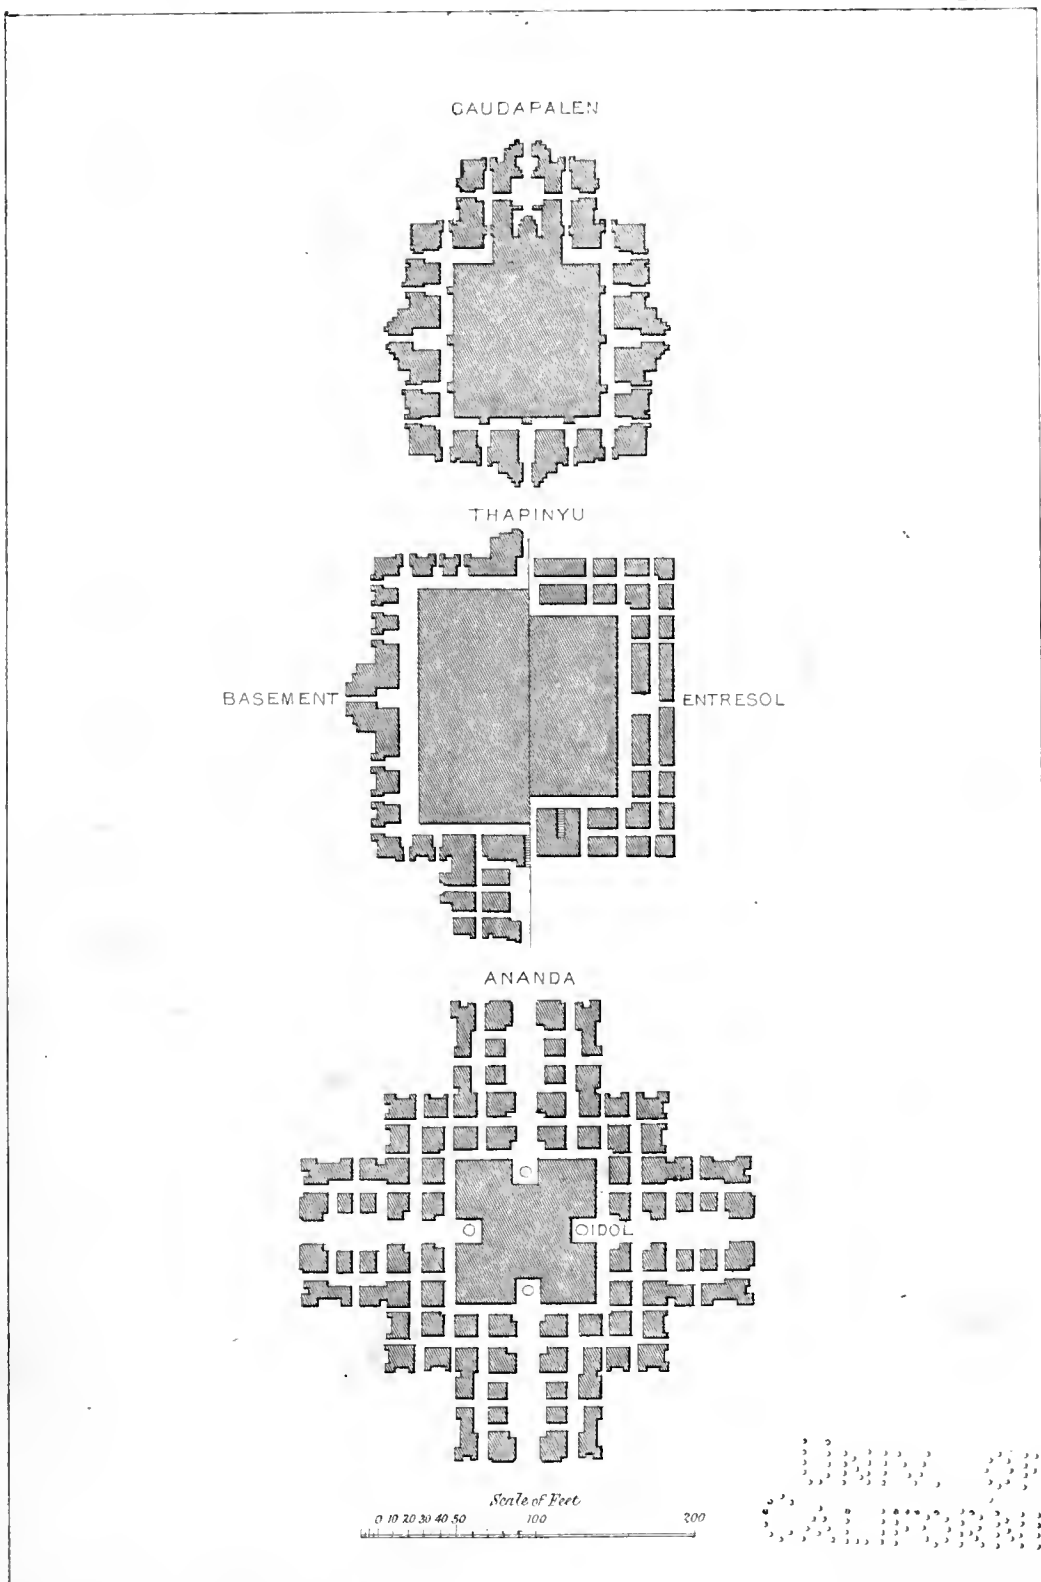 GAUDAPALEN
THAPINYU
BASEMENT
ENTRESOL
ANANDA
IDOL
Scale of Feet
0 10 20 30 40 50 100 200
UNIV. OF
CALIFORNI